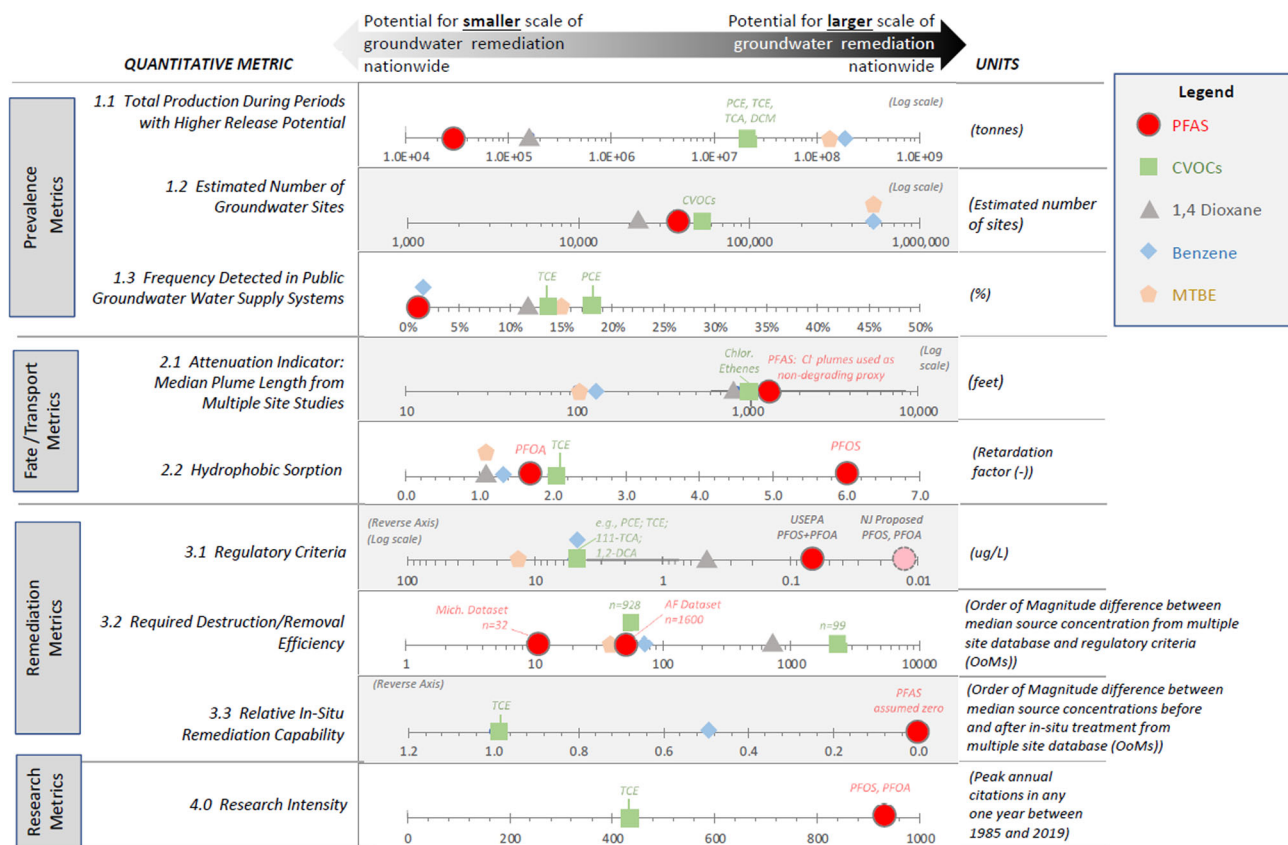 Potential for smaller scale of
groundwater remediation
nationwide
Potential for larger scale of
groundwater remediation
nationwide
QUANTITATIVE METRIC
UNITS
Prevalence
Metrics
1.1 Total Production During Periods
with Higher Release Potential
PCE, TCE,
TCA, DCM
(Log scale)
1.0E+04 1.0E+05 1.0E+06 1.0E+07 1.0E+08 1.0E+09
(tonnes)
1.2 Estimated Number of
Groundwater Sites
CVOCs
(Log scale)
1,000 10,000 100,000 1,000,000
(Estimated number
of sites)
1.3 Frequency Detected in Public
Groundwater Water Supply Systems
TCE PCE
0% 5% 10% 15% 20% 25% 30% 35% 40% 45% 50%
(%)
Fate /Transport
Metrics
2.1 Attenuation Indicator:
Median Plume Length from
Multiple Site Studies
Chlor.
Ethenes
PFAS: Cl⁻ plumes used as
non-degrading proxy
(Log
scale)
10 100 1,000 10,000
(feet)
2.2 Hydrophobic Sorption
PFOA TCE PFOS
0.0 1.0 2.0 3.0 4.0 5.0 6.0 7.0
(Retardation
factor (-))
Remediation
Metrics
3.1 Regulatory Criteria
(Reverse Axis)
(Log scale)
e.g., PCE; TCE;
111-TCA;
1,2-DCA
USEPA
PFOS+PFOA
NJ Proposed
PFOS, PFOA
100 10 1 0.1 0.01
(ug/L)
3.2 Required Destruction/Removal
Efficiency
Mich. Dataset
n=32
n=928
AF Dataset
n=1600
n=99
1 10 100 1000 10000
(Order of Magnitude difference between
median source concentration from multiple
site database and regulatory criteria
(OoMs))
3.3 Relative In-Situ
Remediation Capability
(Reverse Axis)
TCE
PFAS
assumed zero
1.2 1.0 0.8 0.6 0.4 0.2 0.0
(Order of Magnitude difference between
median source concentrations before
and after in-situ treatment from
multiple site database (OoMs))
Research
Metrics
4.0 Research Intensity
TCE PFOS, PFOA
0 200 400 600 800 1000
(Peak annual
citations in any
one year between
1985 and 2019)
Legend
PFAS
CVOCs
1,4 Dioxane
Benzene
MTBE